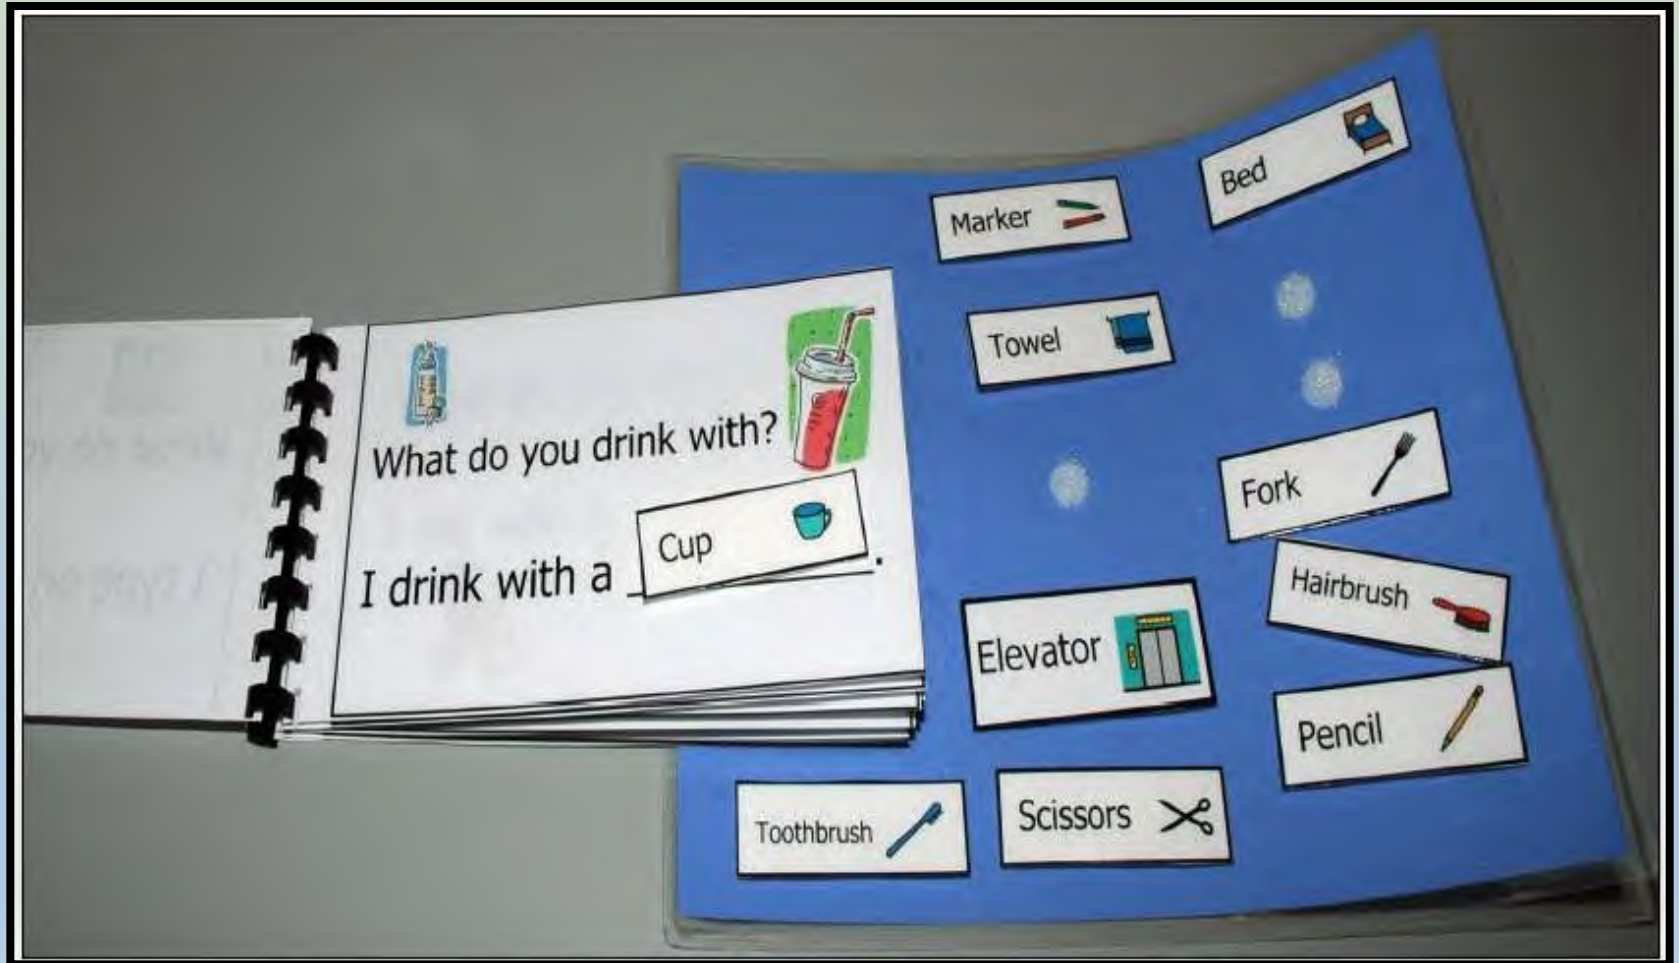 What do you drink with?
I drink with a Cup.
Marker
Bed
Towel
Fork
Hairbrush
Elevator
Pencil
Toothbrush
Scissors